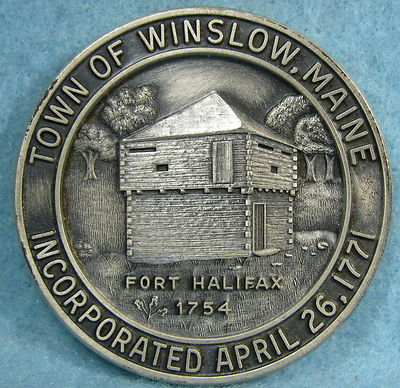 TOWN OF WINSLOW, MAINE
FORT HALIFAX
1754
INCORPORATED APRIL 26, 1771